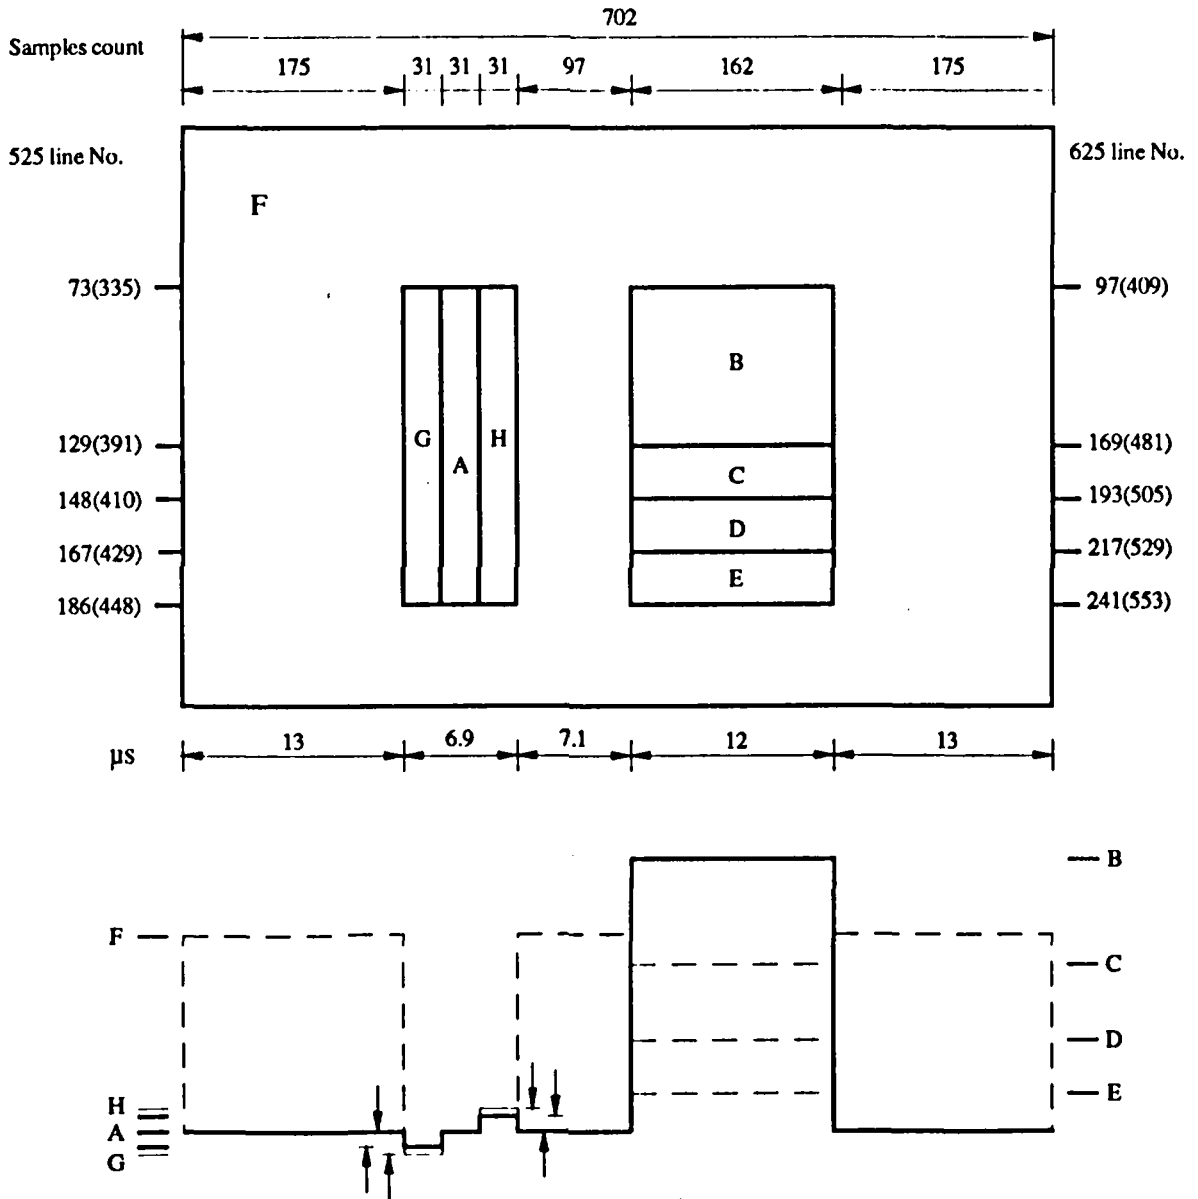 702
Samples count
175 31 31 31 97 162 175
525 line No. 625 line No.
F
73(335) 97(409)
B
129(391) G H 169(481)
A C
148(410) 193(505)
D
167(429) 217(529)
E
186(448) 241(553)
µs 13 6.9 7.1 12 13
B
F
C
D
E
H
A
G